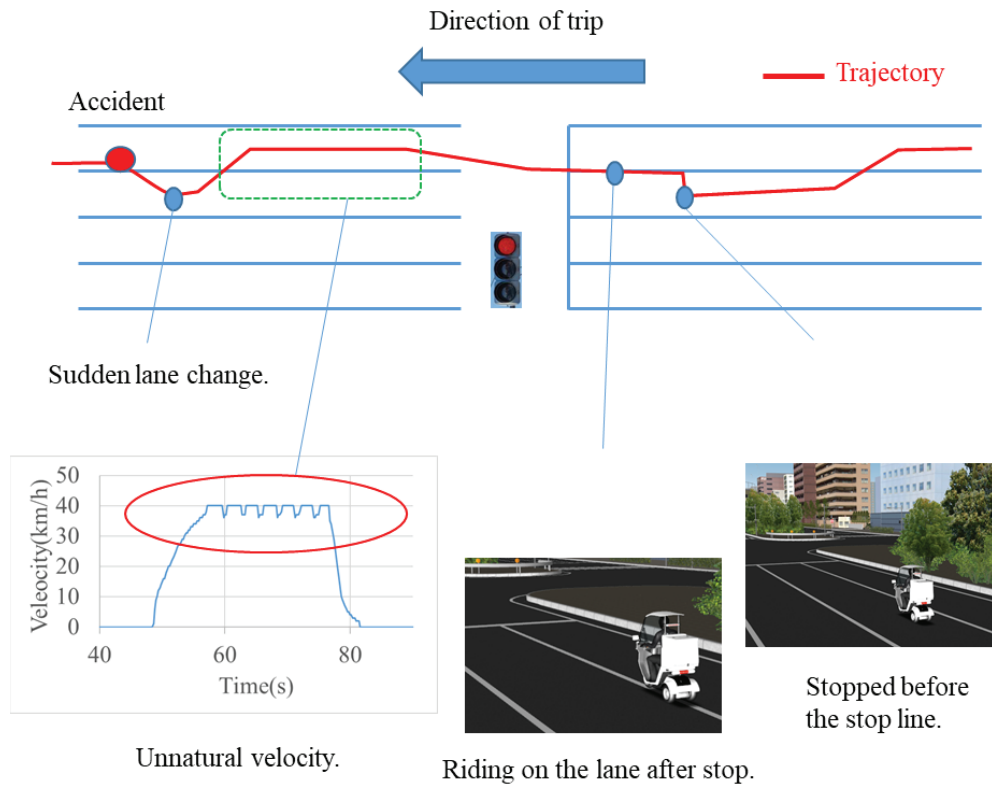 Direction of trip
Trajectory
Accident
Sudden lane change.
50
40
30
20
10
0
Veleocity(km/h)
40
60
80
Time(s)
Unnatural velocity.
Riding on the lane after stop.
Stopped before
the stop line.